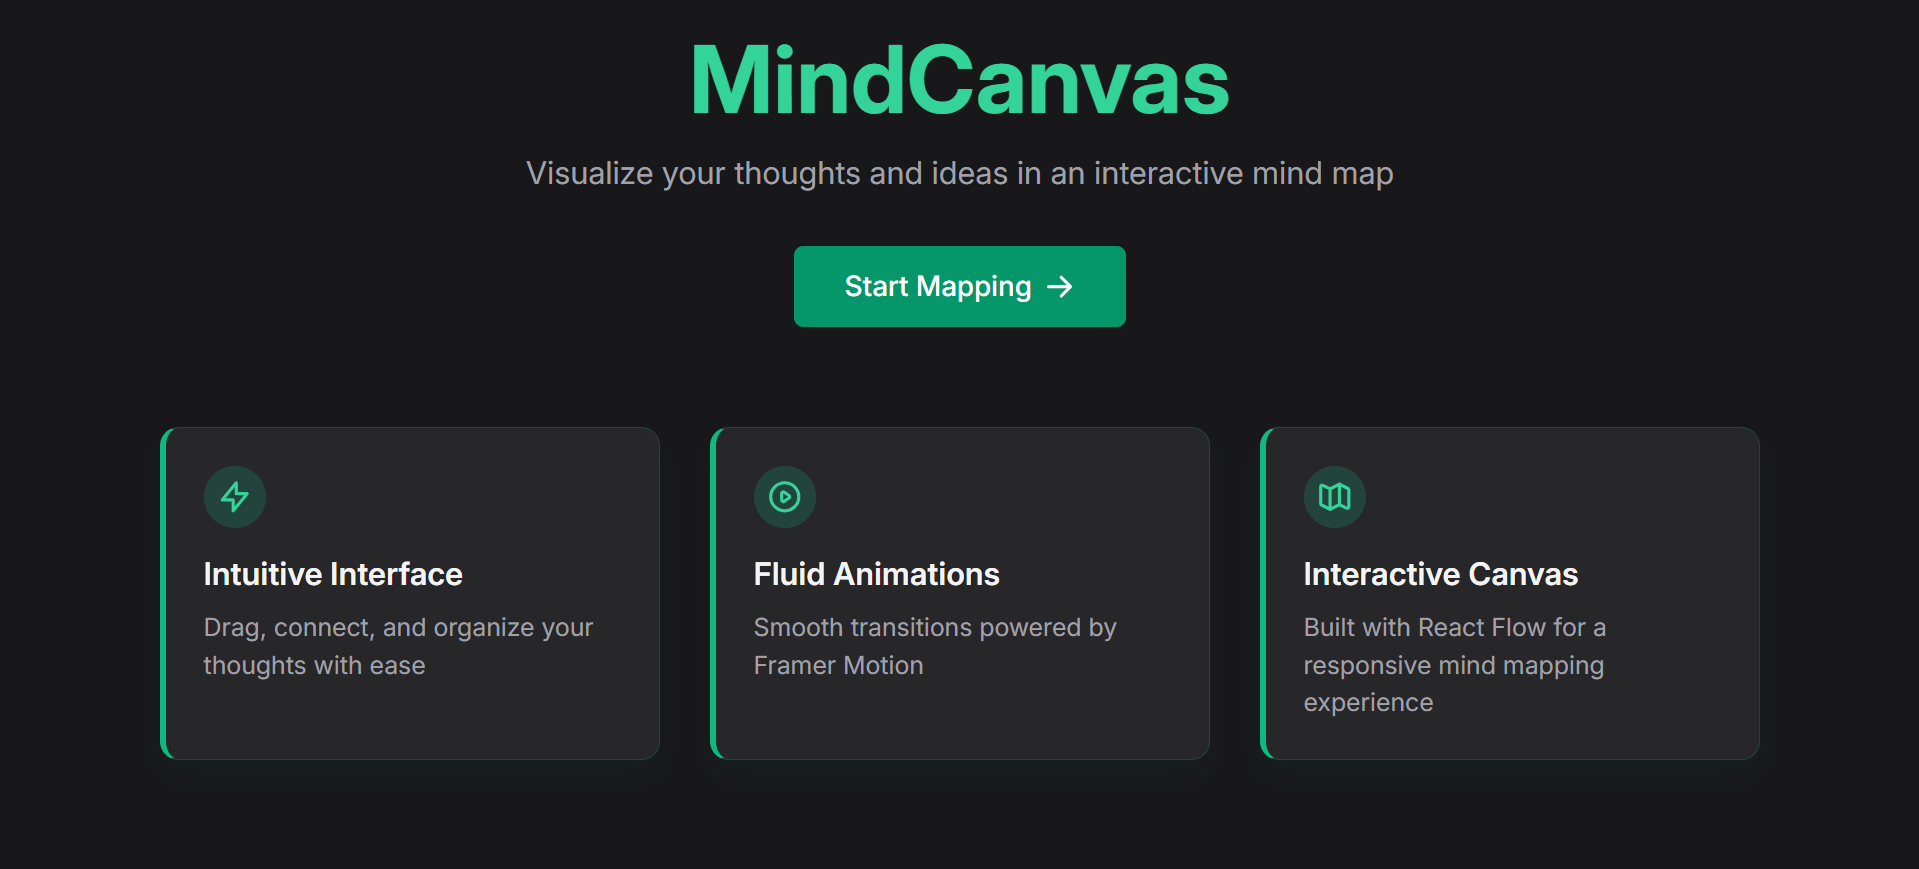 MindCanvas
Visualize your thoughts and ideas in an interactive mind map
Start Mapping →
Intuitive Interface
Drag, connect, and organize your
thoughts with ease
Fluid Animations
Smooth transitions powered by
Framer Motion
Interactive Canvas
Built with React Flow for a
responsive mind mapping
experience